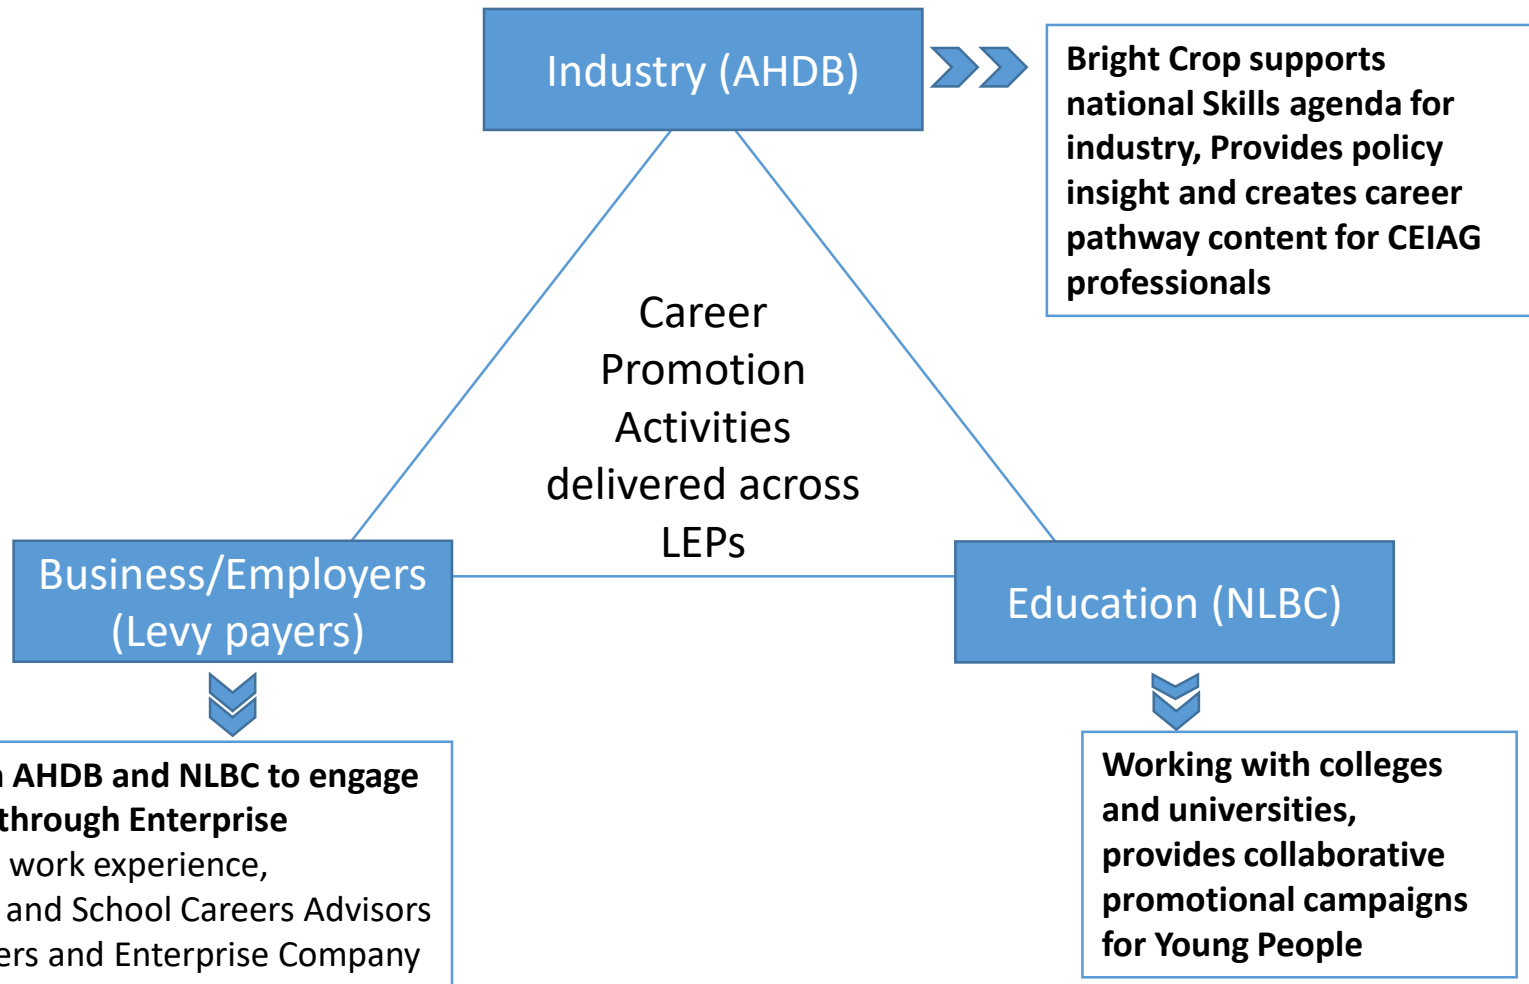 Industry (AHDB)
Bright Crop supports
national Skills agenda for
industry, Provides policy
insight and creates career
pathway content for CEIAG
professionals
Career
Promotion
Activities
delivered across
LEPs
Business/Employers
(Levy payers)
Education (NLBC)
AHDB and NLBC to engage
through Enterprise
work experience,
and School Careers Advisors
and Enterprise Company
Working with colleges
and universities,
provides collaborative
promotional campaigns
for Young People